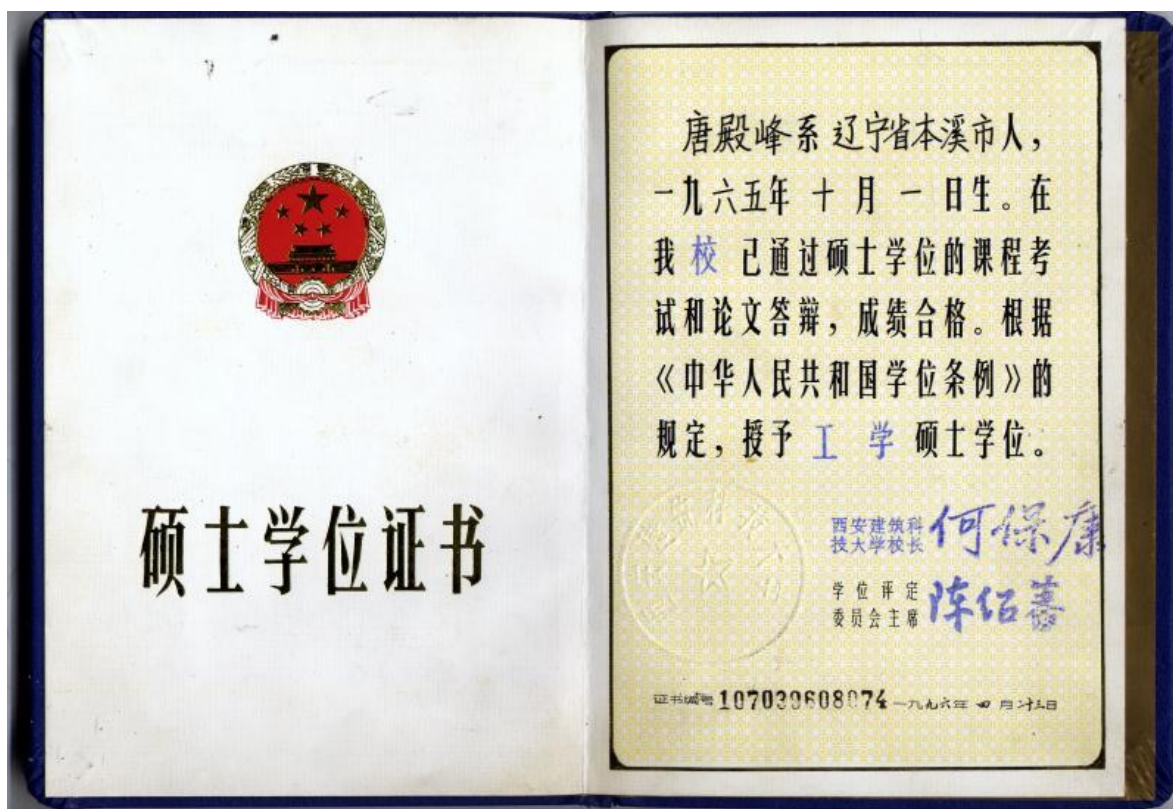 硕士学位证书
唐殿峰系辽宁省本溪市人，
一九六五年十月一日生。在
我校已通过硕士学位的课程考
试和论文答辩，成绩合格。根据
《中华人民共和国学位条例》的
规定，授予工学硕士学位。
西安建筑科
技大学校长 何保康
学位评定
委员会主席 陈绍蕃
证书编号 107039608074 一九九六年四月廿三日